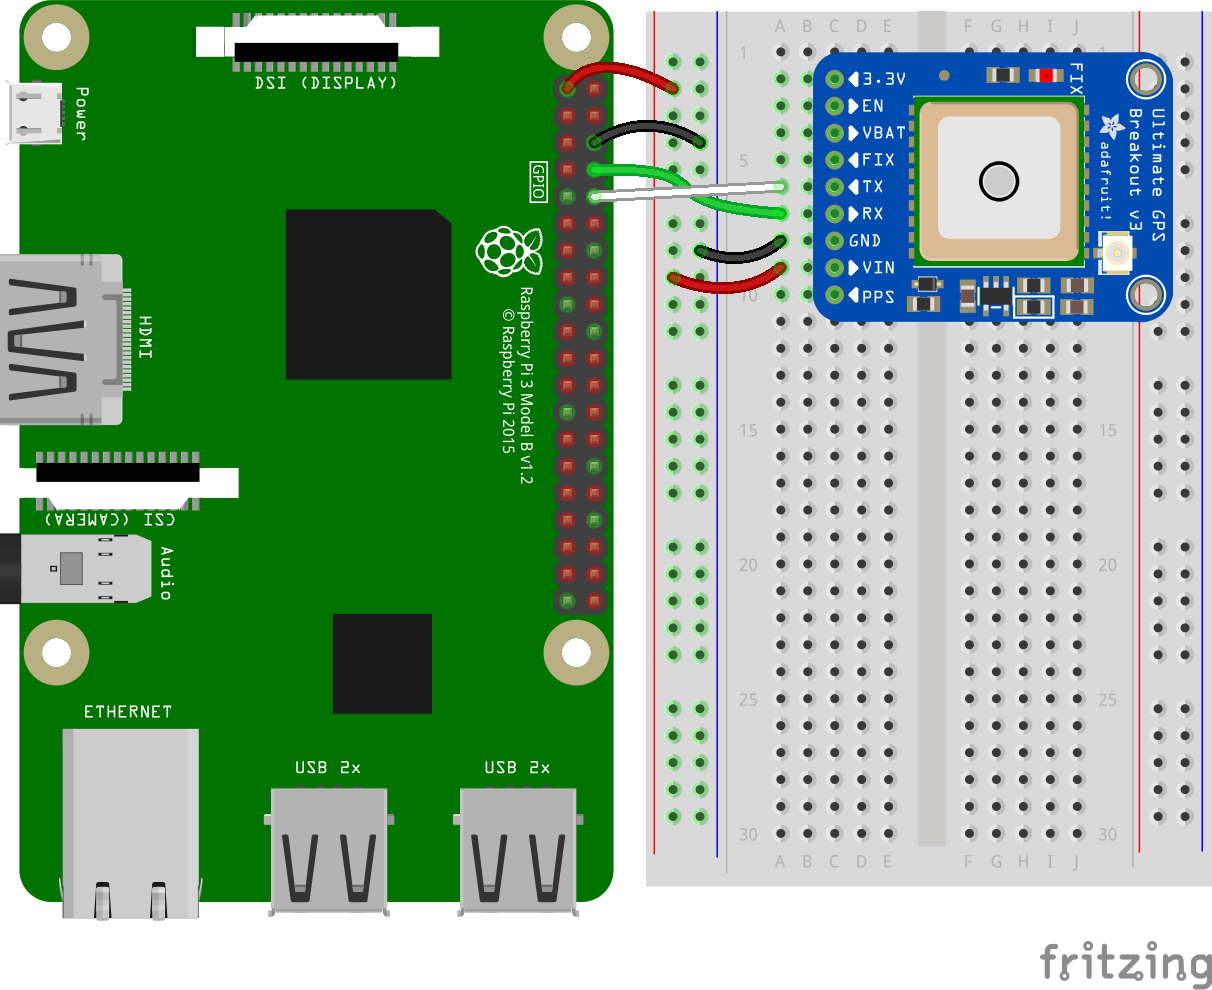 DSI (DISPLAY)
Power
GPIO
HDMI
Raspberry Pi 3 Model B v1.2
© Raspberry Pi 2015
CSI (CAMERA)
Audio
ETHERNET
USB 2x
USB 2x
A B C D E
F G H I J
1
1
5
10
15
15
20
20
25
25
30
30
A B C D E
F G H I J
3.3V
EN
VBAT
FIX
TX
RX
GND
VIN
PPS
FIX
Ultimate GPS
Breakout v3
adafruit!
fritzing